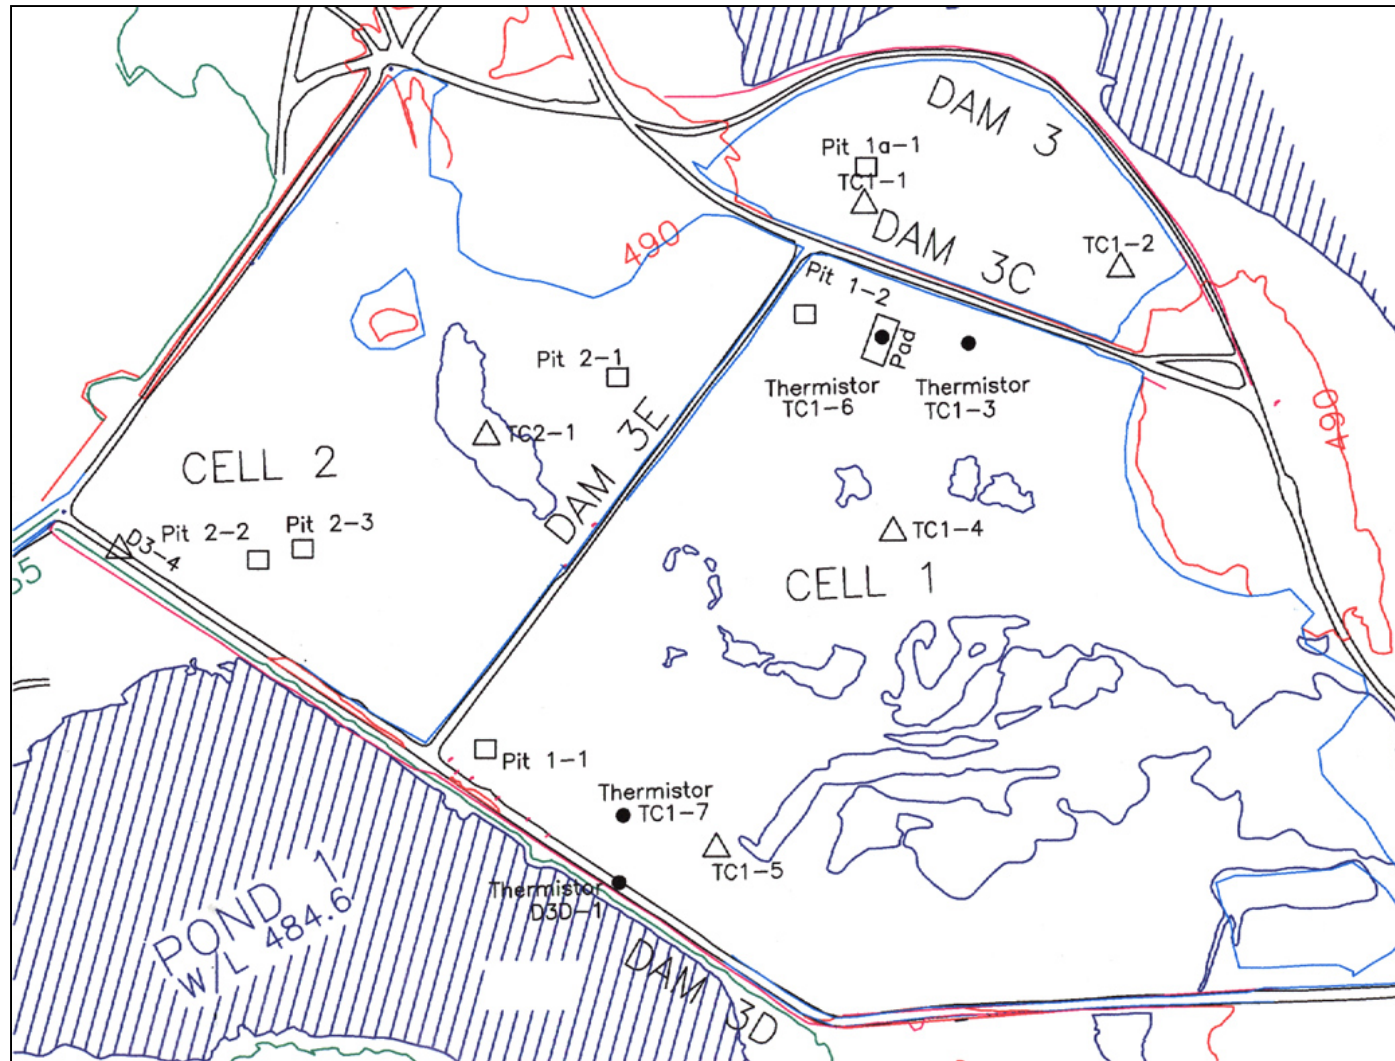 DAM 3
Pit 1a-1
TC1-1
DAM 3C
TC1-2
490
Pit 1-2
Pad
Thermistor
TC1-6
Thermistor
TC1-3
Pit 2-1
TC2-1
DAM 3E
490
CELL 2
Pit 2-2
Pit 2-3
D3-4
TC1-4
CELL 1
Pit 1-1
Thermistor
TC1-7
TC1-5
Thermistor
D3D-1
POND 1
W/L 484.6
DAM 3D